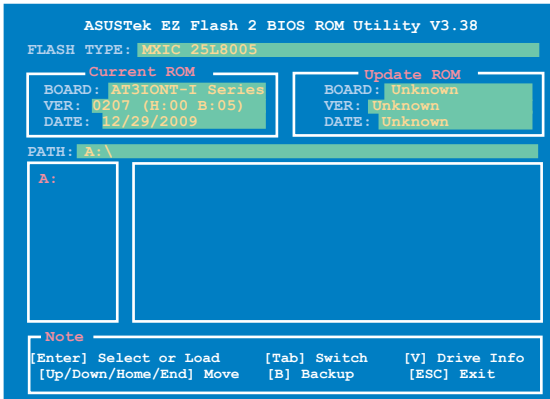 ASUSTek EZ Flash 2 BIOS ROM Utility V3.38
FLASH TYPE: MXIC 25L8005
Current ROM
BOARD: AT3IONT-I Series
VER: 0207 (H:00 B:05)
DATE: 12/29/2009
Update ROM
BOARD: Unknown
VER: Unknown
DATE: Unknown
PATH: A:\
A:
Note
[Enter] Select or Load [Tab] Switch [V] Drive Info
[Up/Down/Home/End] Move [B] Backup [ESC] Exit